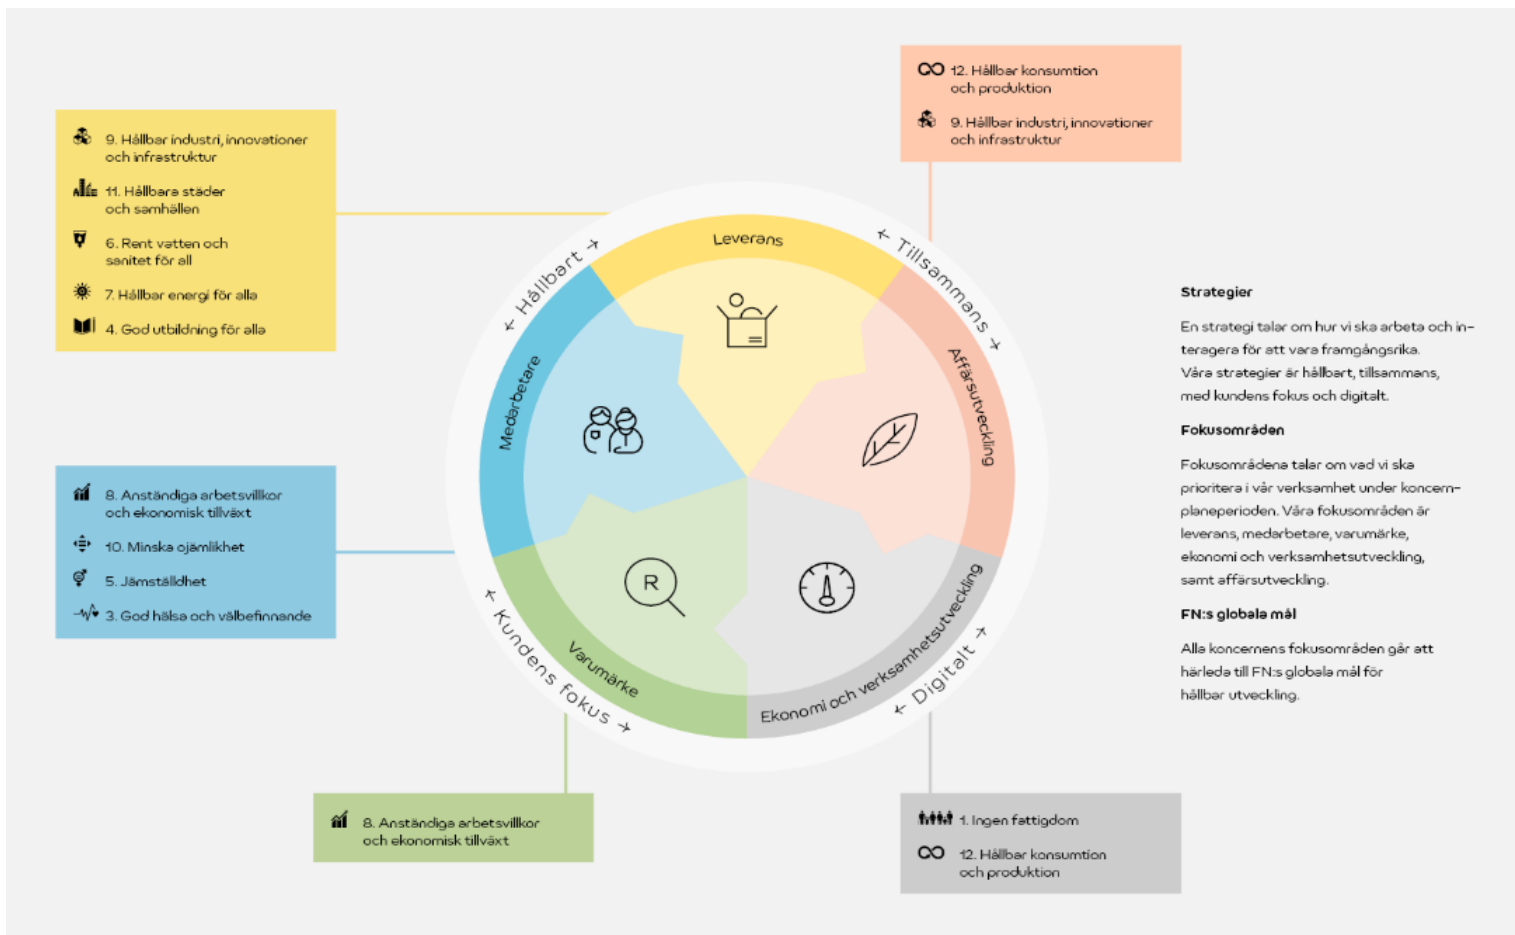 12. Hållbar konsumtion
och produktion
9. Hållbar industri, innovationer
och infrastruktur
9. Hållbar industri, innovationer
och infrastruktur
11. Hållbara städer
och samhällen
6. Rent vatten och
sanitet för all
7. Hållbar energi för alla
4. God utbildning för alla
← Hållbart →
← Tillsammans →
Leverans
Medarbetare
Affärsutveckling
Strategier
En strategi talar om hur vi ska arbeta och in-
teragera för att vara framgångsrika.
Våra strategier är hållbart, tillsammans,
med kundens fokus och digitalt.
Fokusområden
Fokusområdena talar om vad vi ska
prioritera i vår verksamhet under koncern-
planeperioden. Våra fokusområden är
leverans, medarbetare, varumärke,
ekonomi och verksamhetsutveckling,
samt affärsutveckling.
FN:s globala mål
Alla koncernens fokusområden går att
härleda till FN:s globala mål för
hållbar utveckling.
8. Anständiga arbetsvillkor
och ekonomisk tillväxt
10. Minska ojämlikhet
5. Jämställdhet
3. God hälsa och välbefinnande
R
Varumärke
Ekonomi och verksamhetsutveckling
← Kundens fokus →
← Digitalt →
8. Anständiga arbetsvillkor
och ekonomisk tillväxt
1. Ingen fattigdom
12. Hållbar konsumtion
och produktion